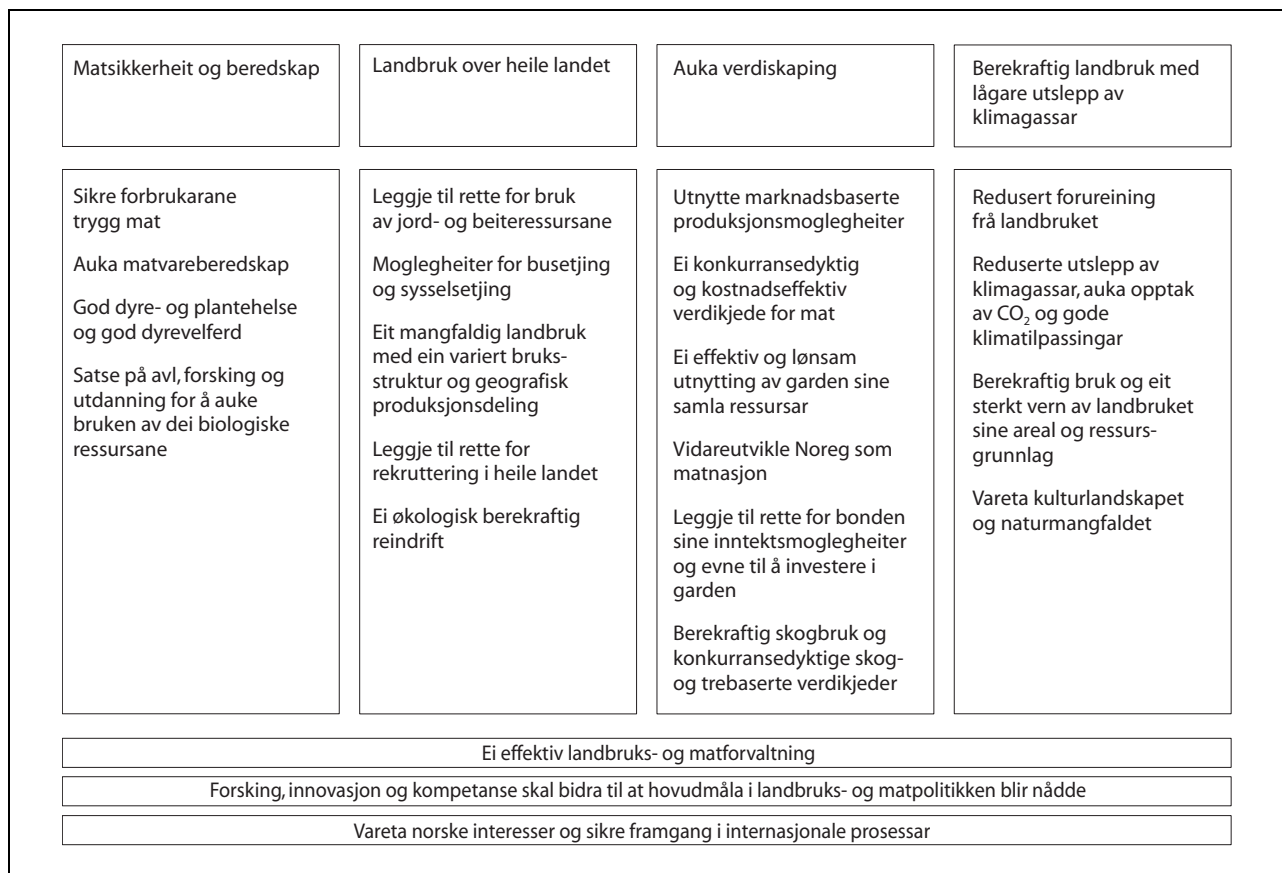 Matsikkerheit og beredskap
Landbruk over heile landet
Auka verdiskaping
Berekraftig landbruk med
lågare utslepp av
klimagassar
Sikre forbrukarane
trygg mat
Auka matvareberedskap
God dyre- og plantehelse
og god dyrevelferd
Satse på avl, forsking og
utdanning for å auke
bruken av dei biologiske
ressursane
Leggje til rette for bruk
av jord- og beiteressursane
Moglegheiter for busetjing
og sysselsetjing
Eit mangfaldig landbruk
med ein variert bruks-
struktur og geografisk
produksjonsdeling
Leggje til rette for
rekruttering i heile landet
Ei økologisk berekraftig
reindrift
Utnytte marknadsbaserte
produksjonsmoglegheiter
Ei konkurransedyktig
og kostnadseffektiv
verdikjede for mat
Ei effektiv og lønsam
utnytting av garden sine
samla ressursar
Vidareutvikle Noreg som
matnasjon
Leggje til rette for bonden
sine inntektsmoglegheiter
og evne til å investere i
garden
Berekraftig skogbruk og
konkurransedyktige skog-
og trebaserte verdikjeder
Redusert forureining
frå landbruket
Reduserte utslepp av
klimagassar, auka opptak
av CO₂ og gode
klimatilpassingar
Berekraftig bruk og eit
sterkt vern av landbruket
sine areal og ressurs-
grunnlag
Vareta kulturlandskapet
og naturmangfaldet
Ei effektiv landbruks- og matforvaltning
Forsking, innovasjon og kompetanse skal bidra til at hovudmåla i landbruks- og matpolitikken blir nådde
Vareta norske interesser og sikre framgang i internasjonale prosessar